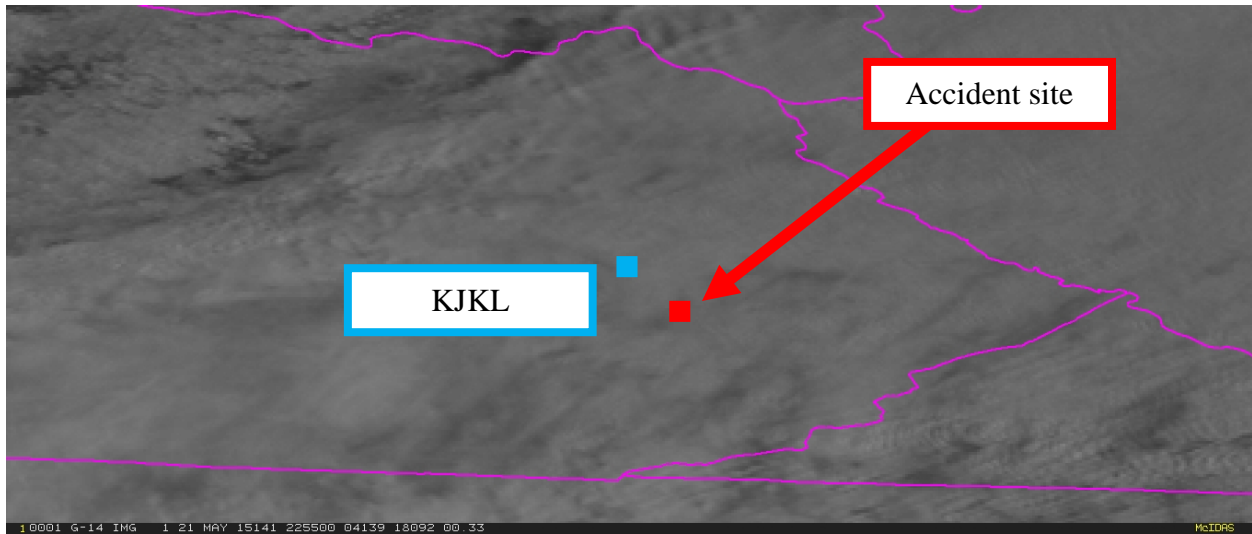 Accident site
KJKL
1 0001 G-14 IMG 1 21 MAY 15141 225500 04139 18092 00.33 McIDAS